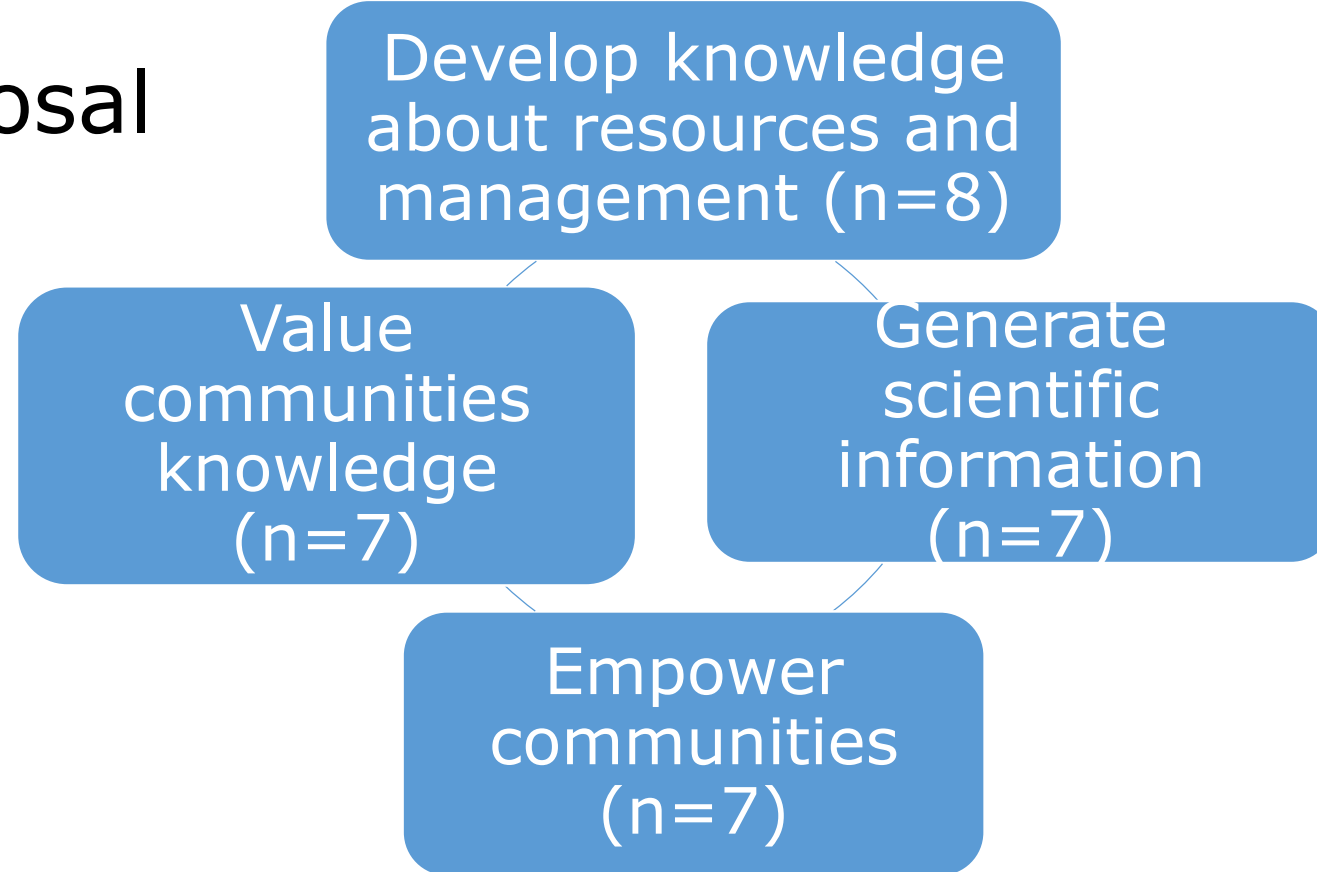 osal
Develop knowledge
about resources and
management (n=8)
Value
communities
knowledge
(n=7)
Generate
scientific
information
(n=7)
Empower
communities
(n=7)